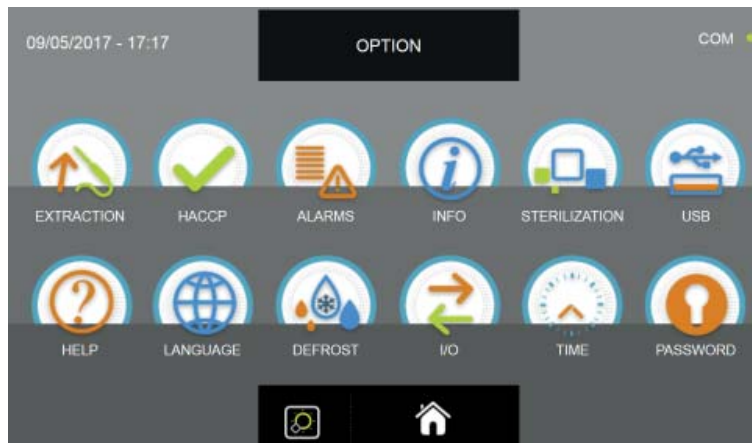 09/05/2017 - 17:17
OPTION
COM
EXTRACTION
HACCP
ALARMS
INFO
STERILIZATION
USB
HELP
LANGUAGE
DEFROST
I/O
TIME
PASSWORD